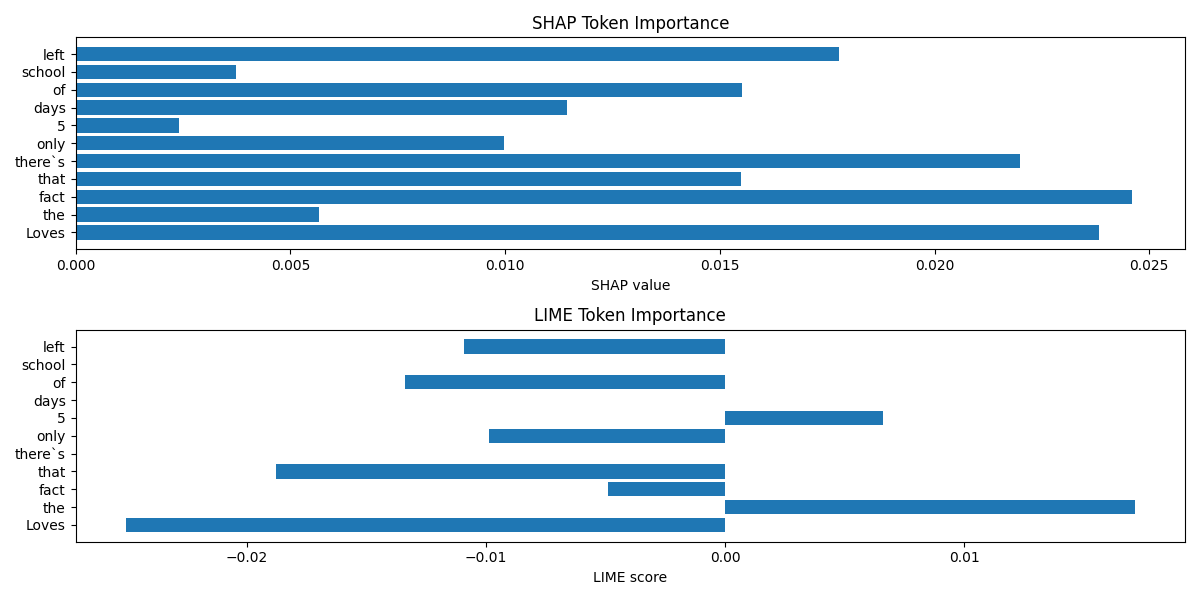 SHAP Token Importance
left
school
of
days
5
only
there`s
that
fact
the
Loves
0.000 0.005 0.010 0.015 0.020 0.025
SHAP value
LIME Token Importance
left
school
of
days
5
only
there`s
that
fact
the
Loves
−0.02 −0.01 0.00 0.01
LIME score